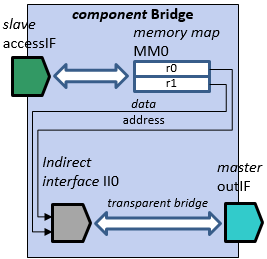 component Bridge
slave
accessIF
memory map
MM0
r0
r1
data
address
Indirect
interface II0
transparent bridge
master
outIF